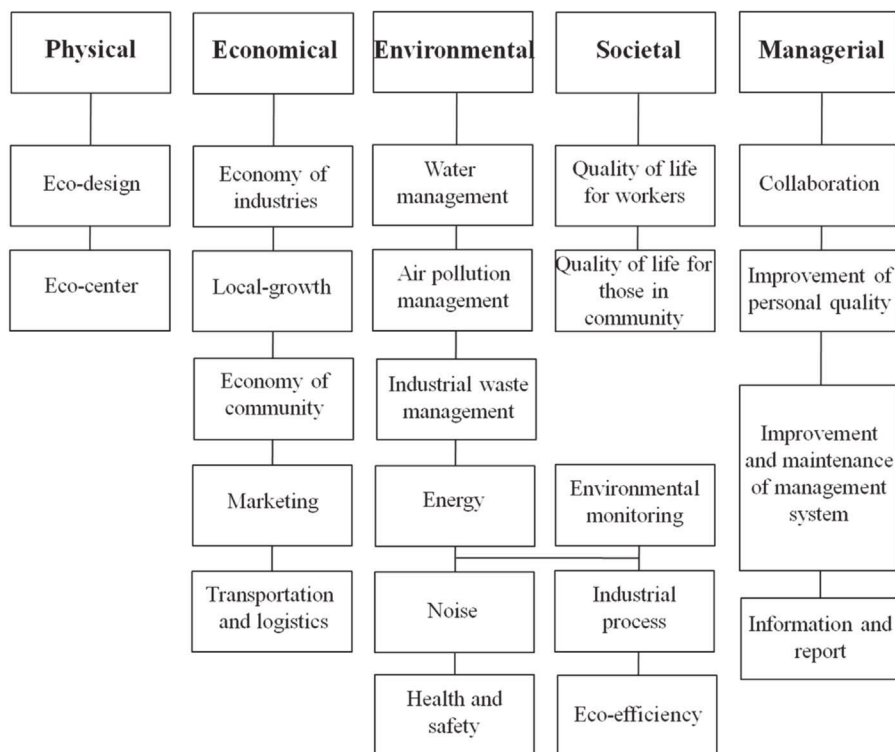 Physical
Economical
Environmental
Societal
Managerial
Eco-design
Economy of
industries
Water
management
Quality of life
for workers
Collaboration
Eco-center
Local-growth
Air pollution
management
Quality of life for
those in
community
Improvement of
personal quality
Economy of
community
Industrial waste
management
Improvement
and maintenance
of management
system
Marketing
Energy
Environmental
monitoring
Transportation
and logistics
Noise
Industrial
process
Information and
report
Health and
safety
Eco-efficiency